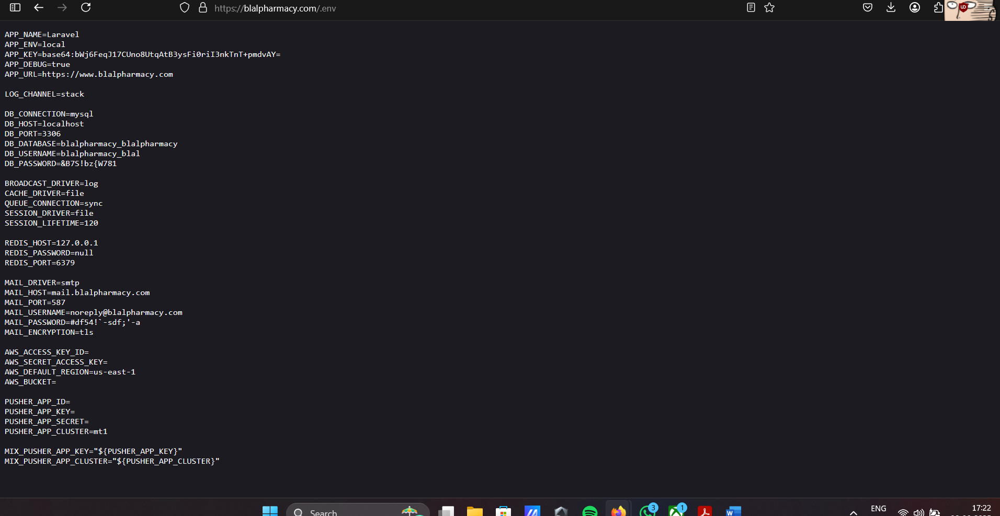 https://blalpharmacy.com/.env
APP_NAME=Laravel
APP_ENV=local
APP_KEY=base64:bWj6FeqJ17CUno8UtqAtB3ysFi0riI3nkTnT+pmdvAY=
APP_DEBUG=true
APP_URL=https://www.blalpharmacy.com
LOG_CHANNEL=stack
DB_CONNECTION=mysql
DB_HOST=localhost
DB_PORT=3306
DB_DATABASE=blalpharmacy_blalpharmacy
DB_USERNAME=blalpharmacy_blal
DB_PASSWORD=&B7S!bz{W781
BROADCAST_DRIVER=log
CACHE_DRIVER=file
QUEUE_CONNECTION=sync
SESSION_DRIVER=file
SESSION_LIFETIME=120
REDIS_HOST=127.0.0.1
REDIS_PASSWORD=null
REDIS_PORT=6379
MAIL_DRIVER=smtp
MAIL_HOST=mail.blalpharmacy.com
MAIL_PORT=587
MAIL_USERNAME=noreply@blalpharmacy.com
MAIL_PASSWORD=#df54!`-sdf;'-a
MAIL_ENCRYPTION=tls
AWS_ACCESS_KEY_ID=
AWS_SECRET_ACCESS_KEY=
AWS_DEFAULT_REGION=us-east-1
AWS_BUCKET=
PUSHER_APP_ID=
PUSHER_APP_KEY=
PUSHER_APP_SECRET=
PUSHER_APP_CLUSTER=mt1
MIX_PUSHER_APP_KEY="${PUSHER_APP_KEY}"
MIX_PUSHER_APP_CLUSTER="${PUSHER_APP_CLUSTER}"
Search
3
1
ENG
17:22